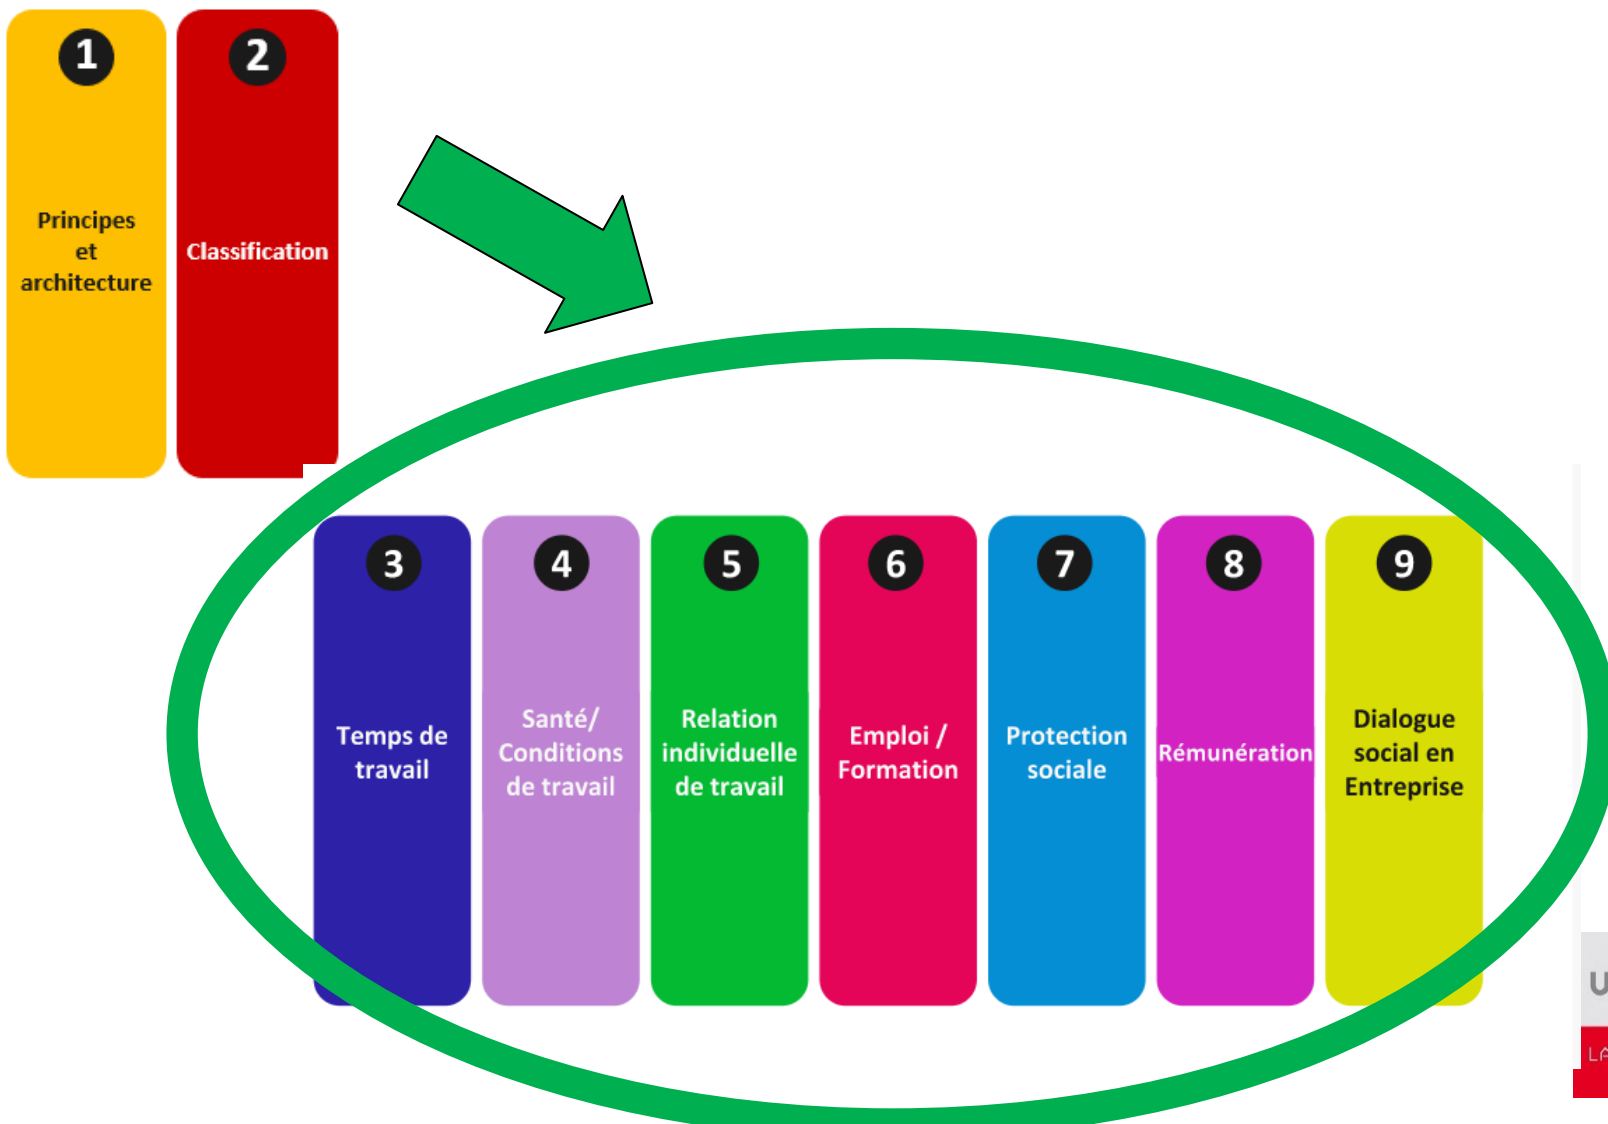 1
Principes
et
architecture
2
Classification
3
Temps de
travail
4
Santé/
Conditions
de travail
5
Relation
individuelle
de travail
6
Emploi /
Formation
7
Protection
sociale
8
Rémunération
9
Dialogue
social en
Entreprise
U
LA